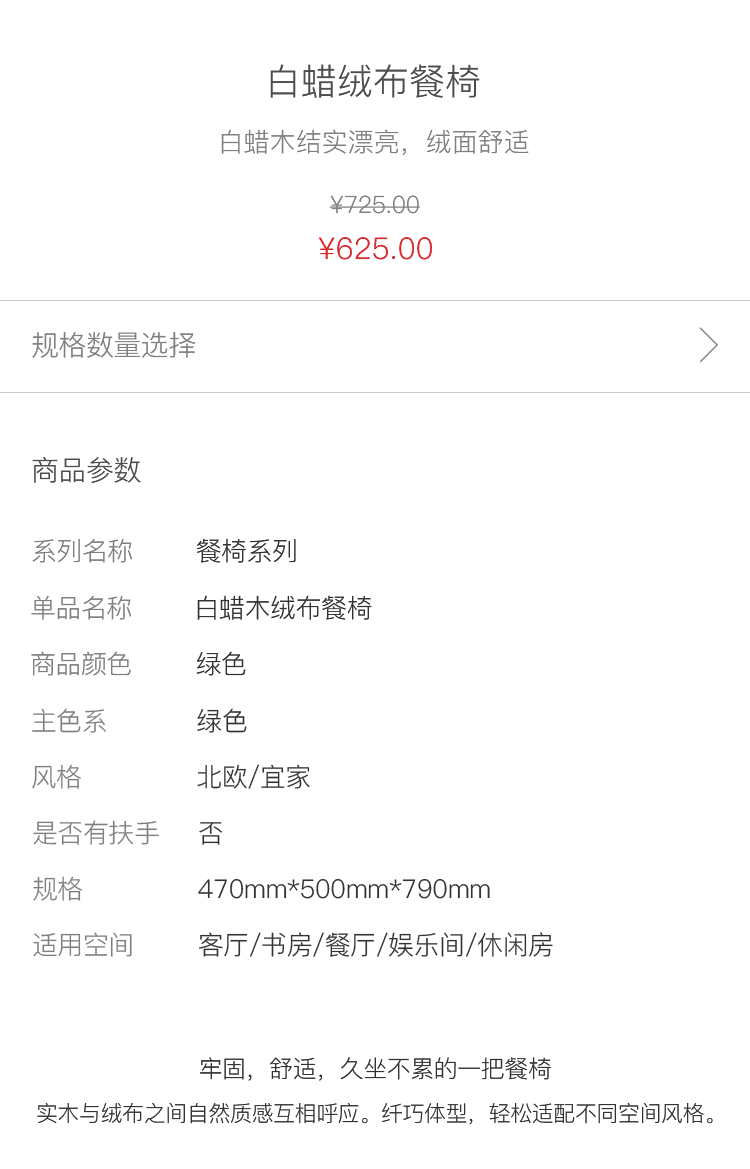 白蜡绒布餐椅
白蜡木结实漂亮，绒面舒适
¥725.00
¥625.00
规格数量选择
商品参数
系列名称 餐椅系列
单品名称 白蜡木绒布餐椅
商品颜色 绿色
主色系 绿色
风格 北欧/宜家
是否有扶手 否
规格 470mm*500mm*790mm
适用空间 客厅/书房/餐厅/娱乐间/休闲房
牢固，舒适，久坐不累的一把餐椅
实木与绒布之间自然质感互相呼应。纤巧体型，轻松适配不同空间风格。